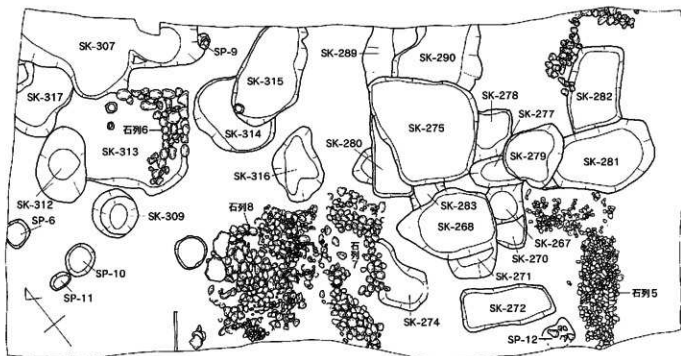 SK-307
SP-9
SK-289
SK-290
SK-315
SK-317
SK-278
SK-282
SK-277
石列6
SK-314
SK-275
SK-313
SK-280
SK-279
SK-281
SK-316
SK-312
石列8
SK-283
SP-6
SK-309
SK-268
石列7
SK-267
SK-270
SP-10
SK-271
石列5
SP-11
SK-274
SK-272
SP-12